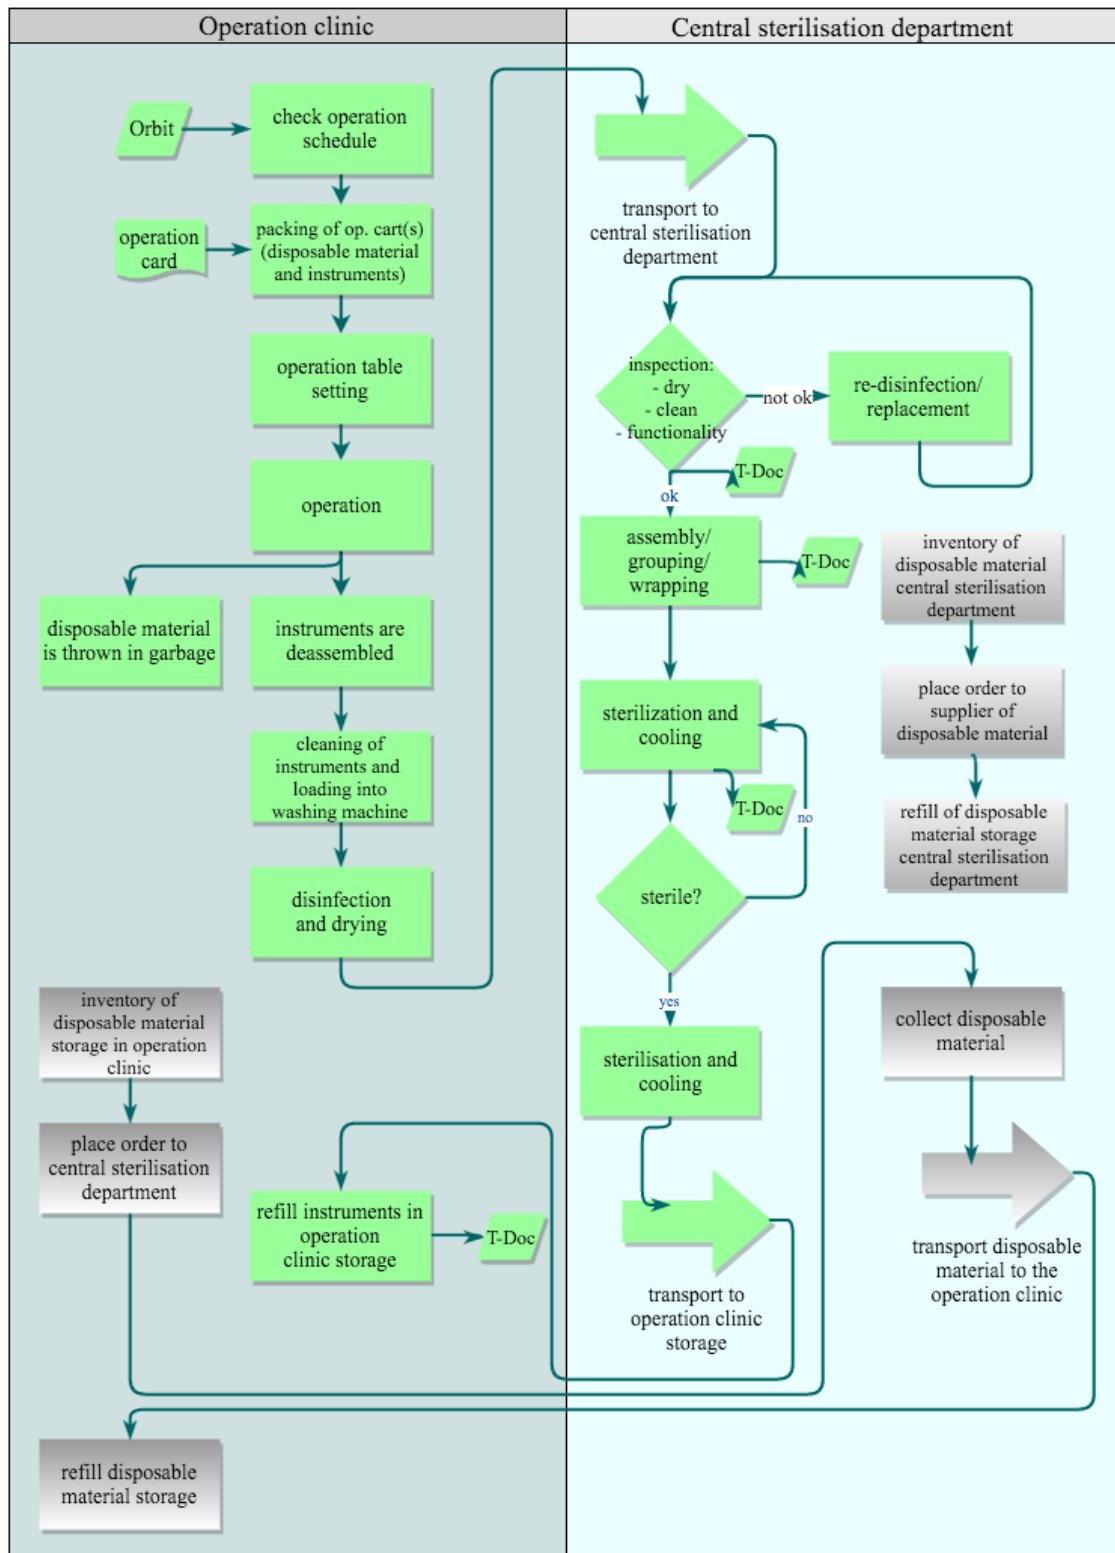 Operation clinic
Central sterilisation department
Orbit
check operation
schedule
operation
card
packing of op. cart(s)
(disposable material
and instruments)
operation table
setting
operation
disposable material
is thrown in garbage
instruments are
deassembled
cleaning of
instruments and
loading into
washing machine
disinfection
and drying
inventory of
disposable material
storage in operation
clinic
place order to
central sterilisation
department
refill instruments in
operation
clinic storage
T-Doc
refill disposable
material storage
transport to
central sterilisation
department
inspection:
- dry
- clean
- functionality
not ok
re-disinfection/
replacement
T-Doc
ok
assembly/
grouping/
wrapping
T-Doc
inventory of
disposable material
central sterilisation
department
sterilization and
cooling
place order to
supplier of
disposable material
T-Doc
no
refill of disposable
material storage
central sterilisation
department
sterile?
yes
collect disposable
material
sterilisation and
cooling
transport disposable
material to the
operation clinic
transport to
operation clinic
storage